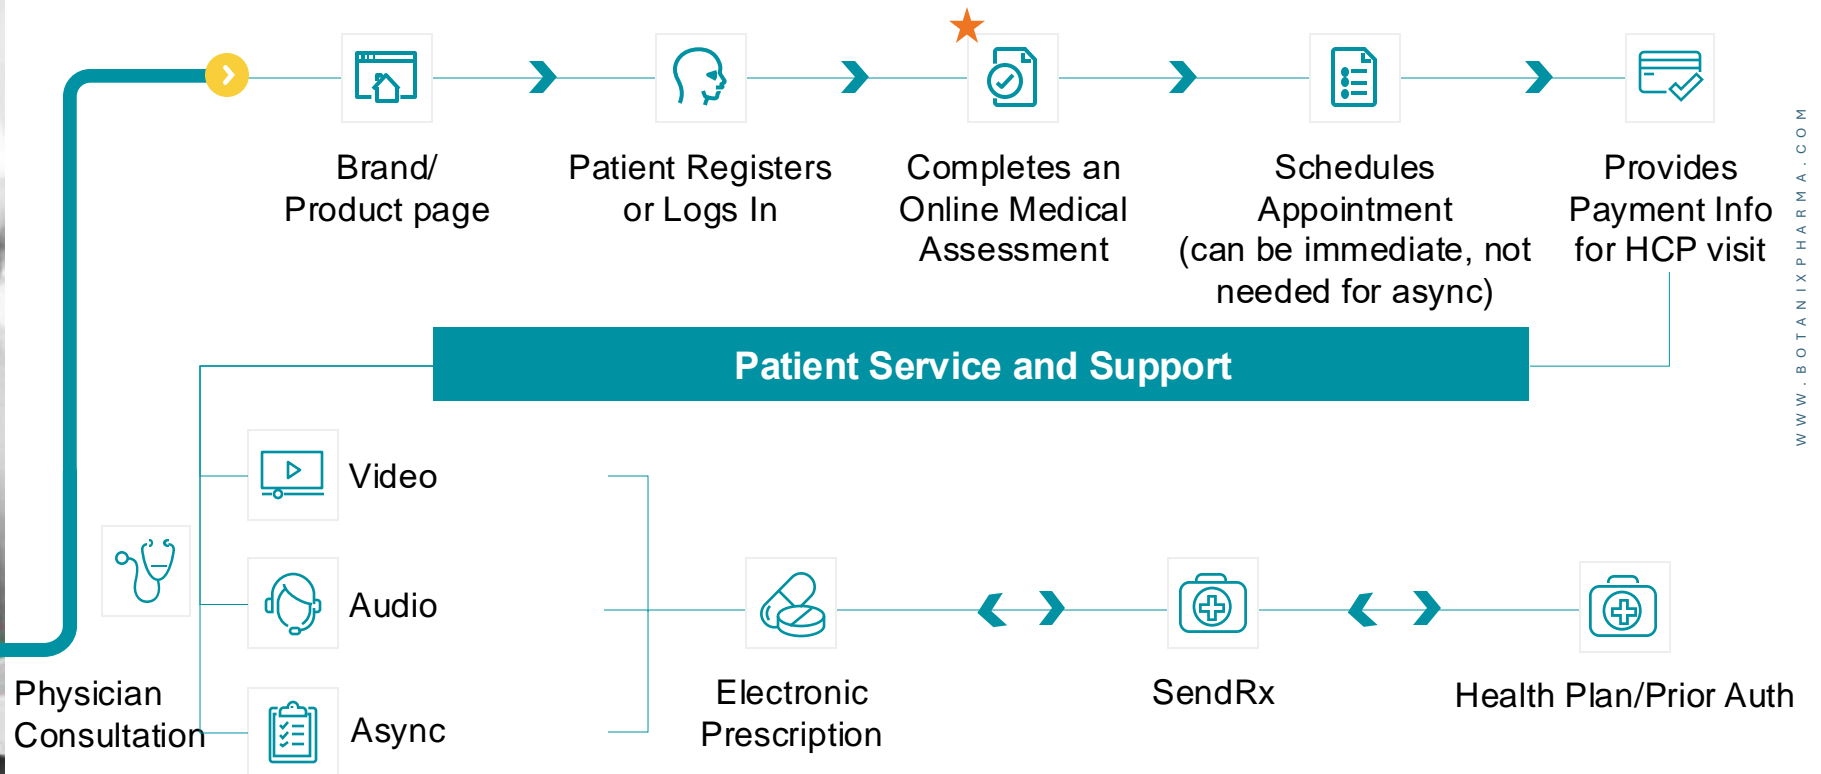 Brand/
Product page
Patient Registers
or Logs In
Completes an
Online Medical
Assessment
Schedules
Appointment
(can be immediate, not
needed for async)
Provides
Payment Info
for HCP visit
WWW.BOTANIXPHARMA.COM
Patient Service and Support
Physician
Consultation
Video
Audio
Async
Electronic
Prescription
SendRx
Health Plan/Prior Auth